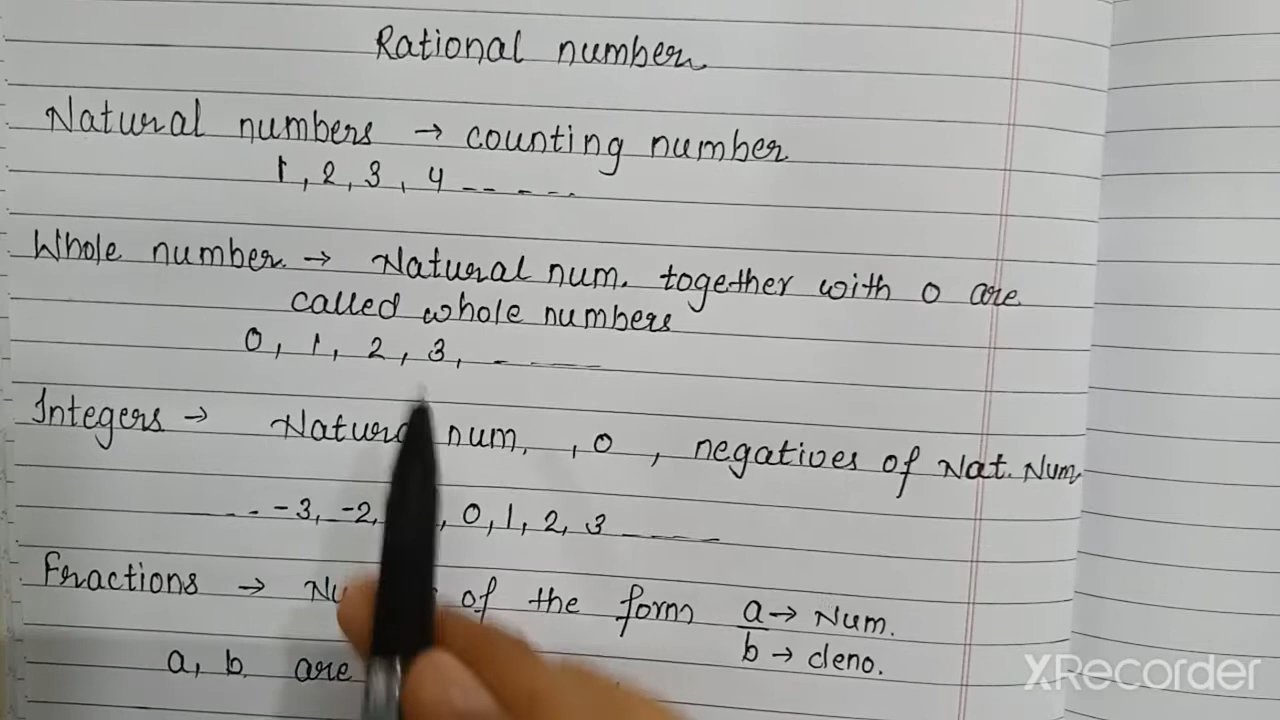 Rational number
Natural numbers → counting number
1, 2, 3, 4 -----
Whole number → Natural num. together with 0 are
called whole numbers
0, 1, 2, 3, - ——
Integers → num. , 0 , negatives of Nat. Num
-- -3, -2, , 0, 1, 2, 3 ——
Fractions → of the form a → Num.
b → deno.
a, b are
XRecorder